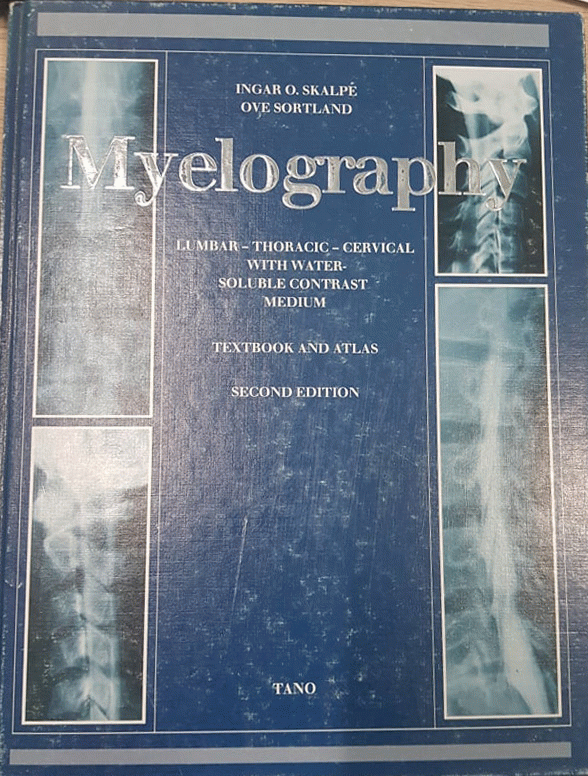 INGAR O. SKALPE
OVE SORTLAND
Myelography
LUMBAR – THORACIC – CERVICAL
WITH WATER-
SOLUBLE CONTRAST
MEDIUM
TEXTBOOK AND ATLAS
SECOND EDITION
TANO